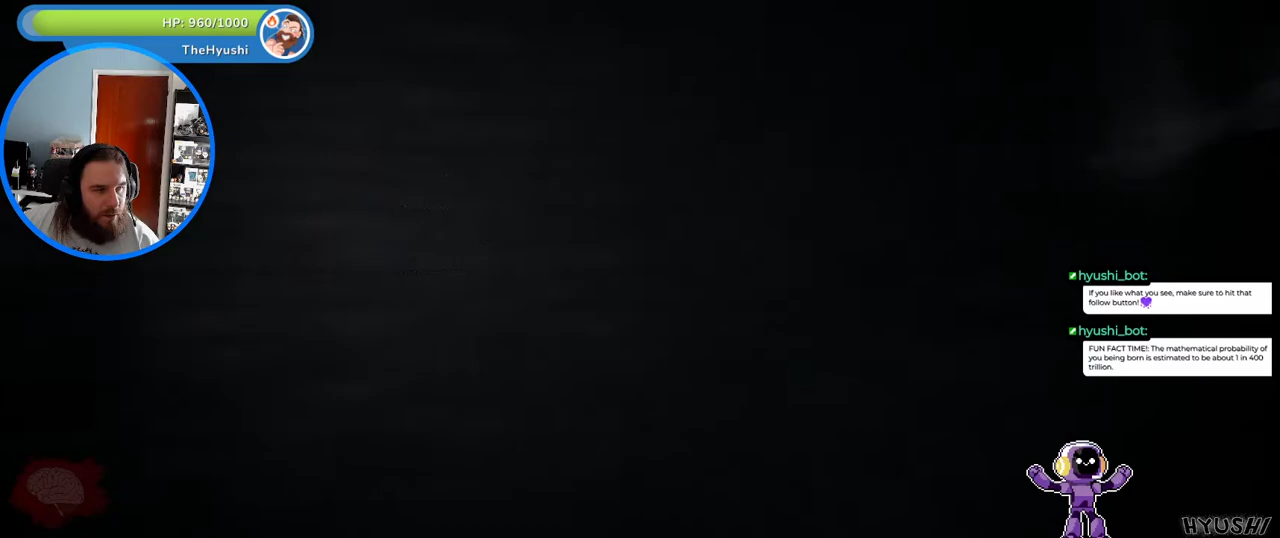 HP: 960/1000
TheHyushi
hyushi_bot:
If you like what you see, make sure to hit that
follow button!
hyushi_bot:
FUN FACT TIME!: The mathematical probability of
you being born is estimated to be about 1 in 400
trillion.
HYUSHI